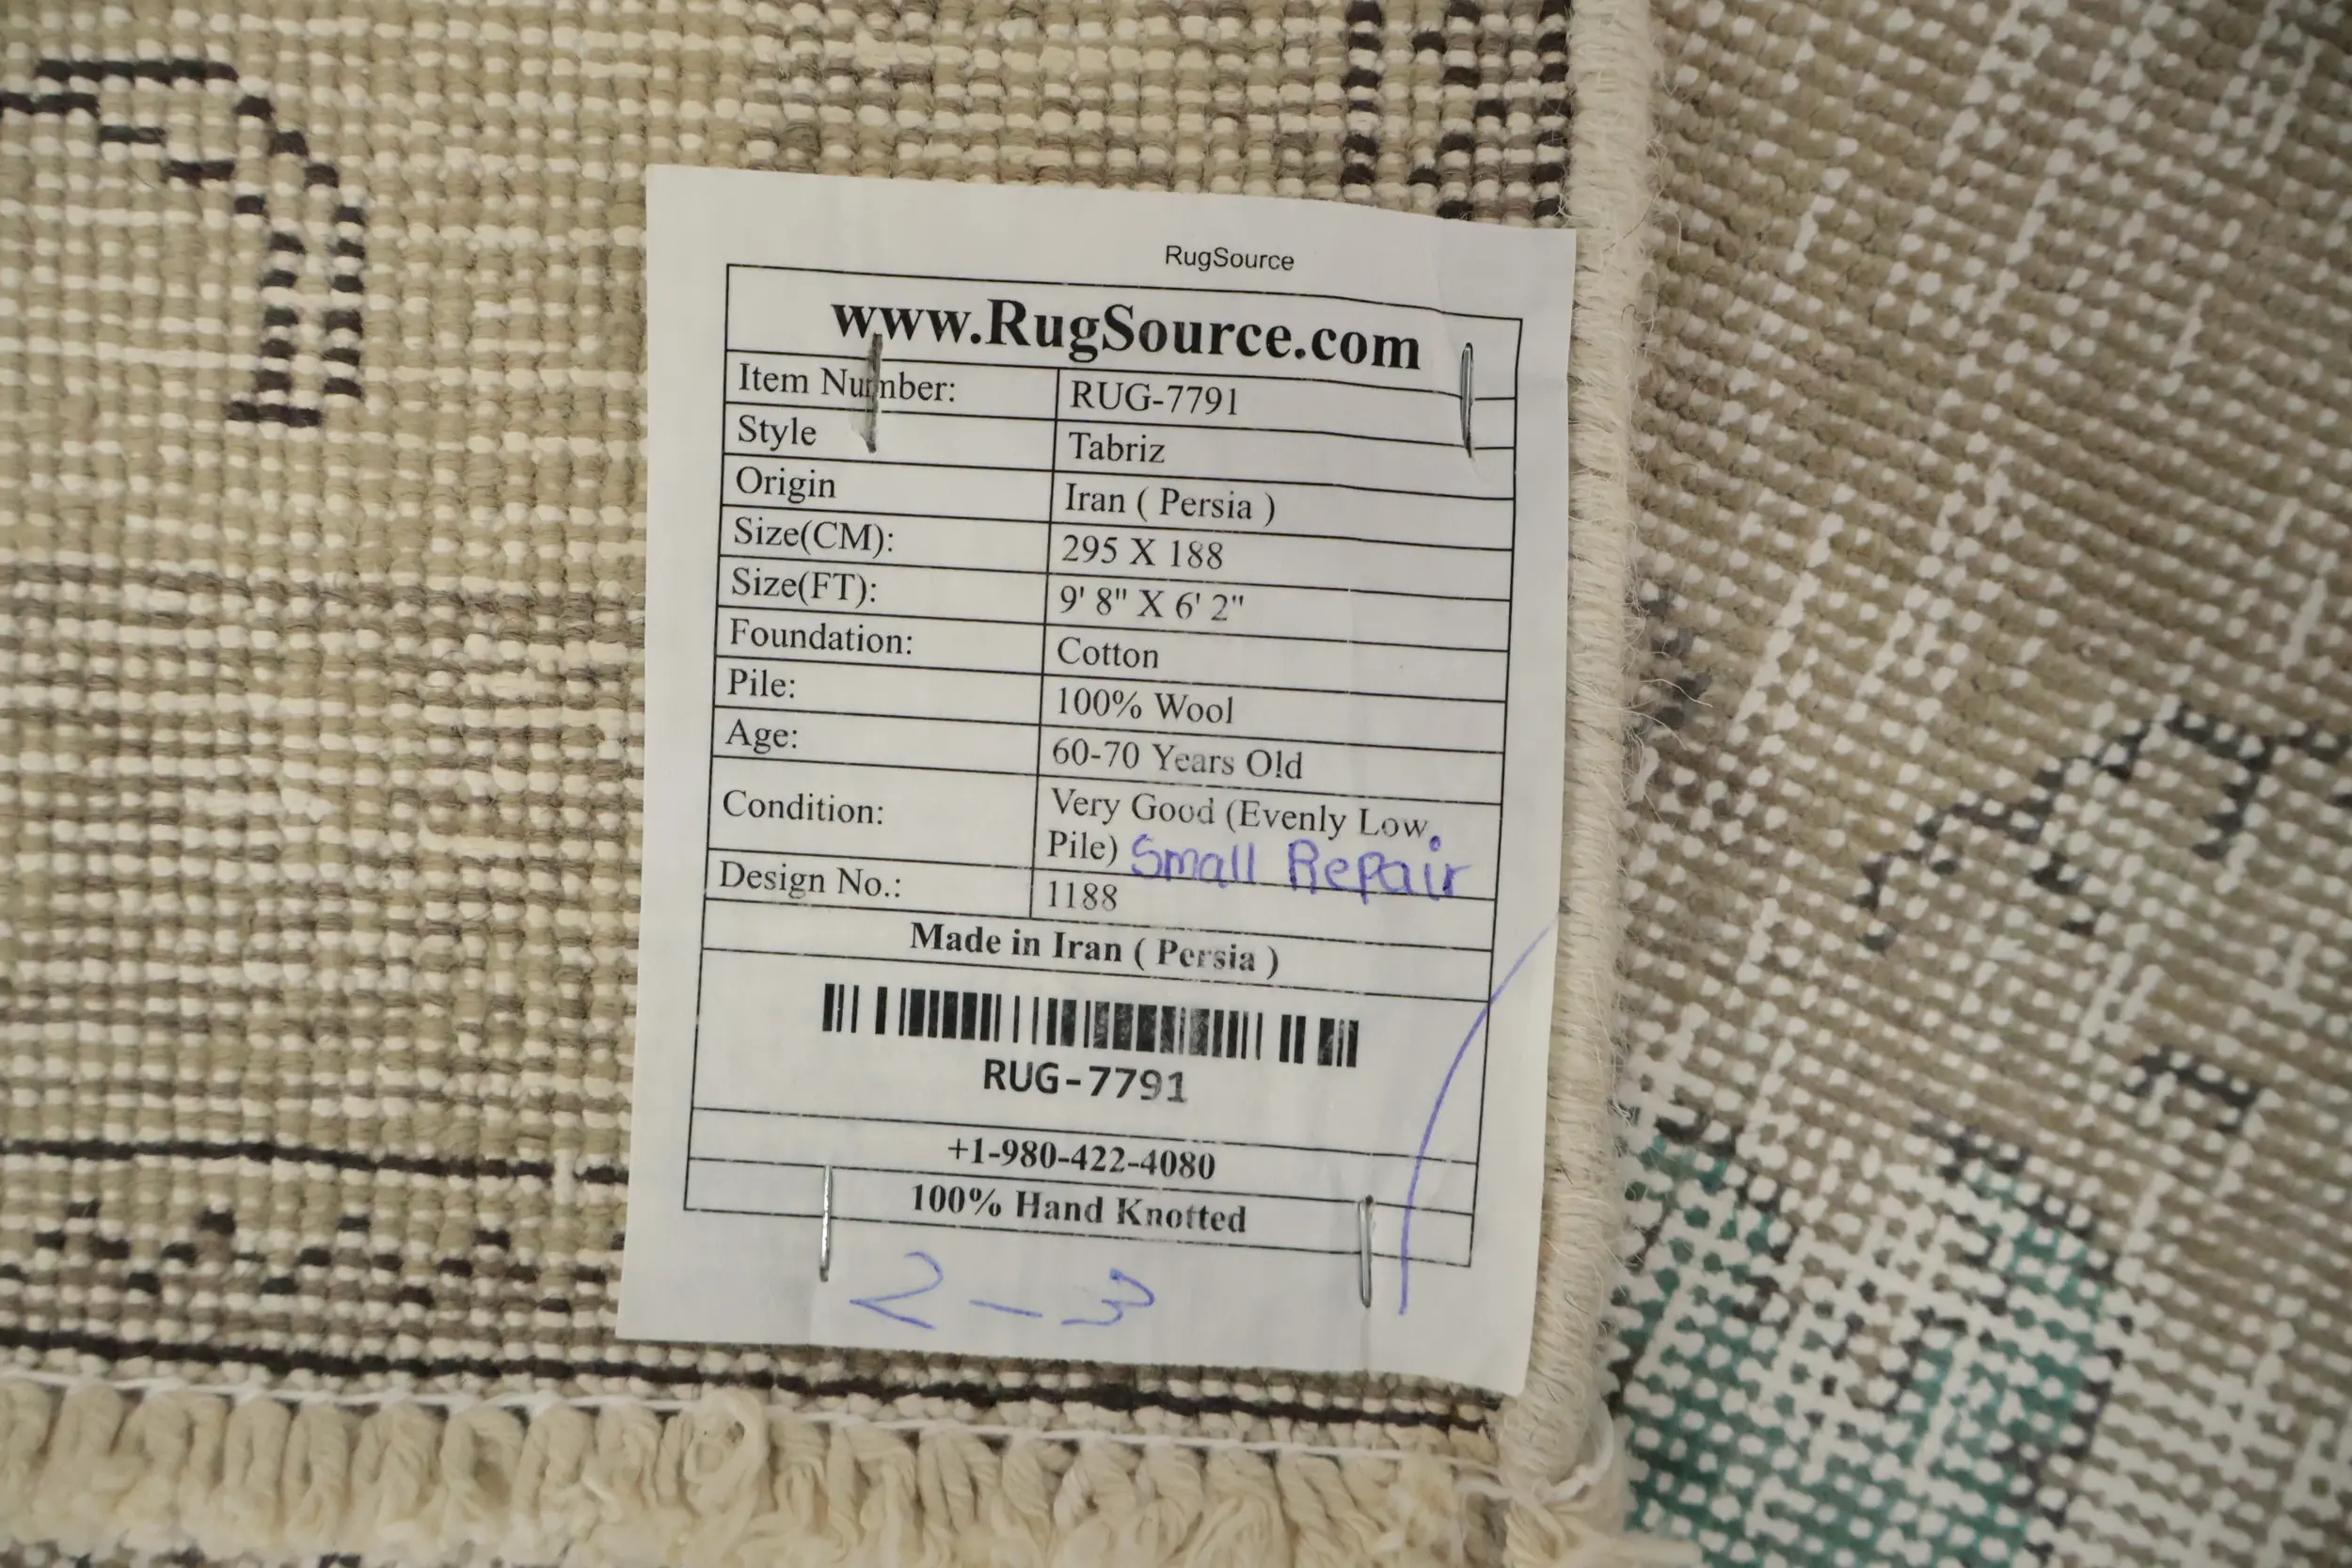 RugSource
www.RugSource.com
Item Number: RUG-7791
Style Tabriz
Origin Iran ( Persia )
Size(CM): 295 X 188
Size(FT): 9' 8" X 6' 2"
Foundation: Cotton
Pile: 100% Wool
Age: 60-70 Years Old
Condition: Very Good (Evenly Low
Pile) Small Repair
Design No.: 1188
Made in Iran ( Persia )
RUG-7791
+1-980-422-4080
100% Hand Knotted
2-3